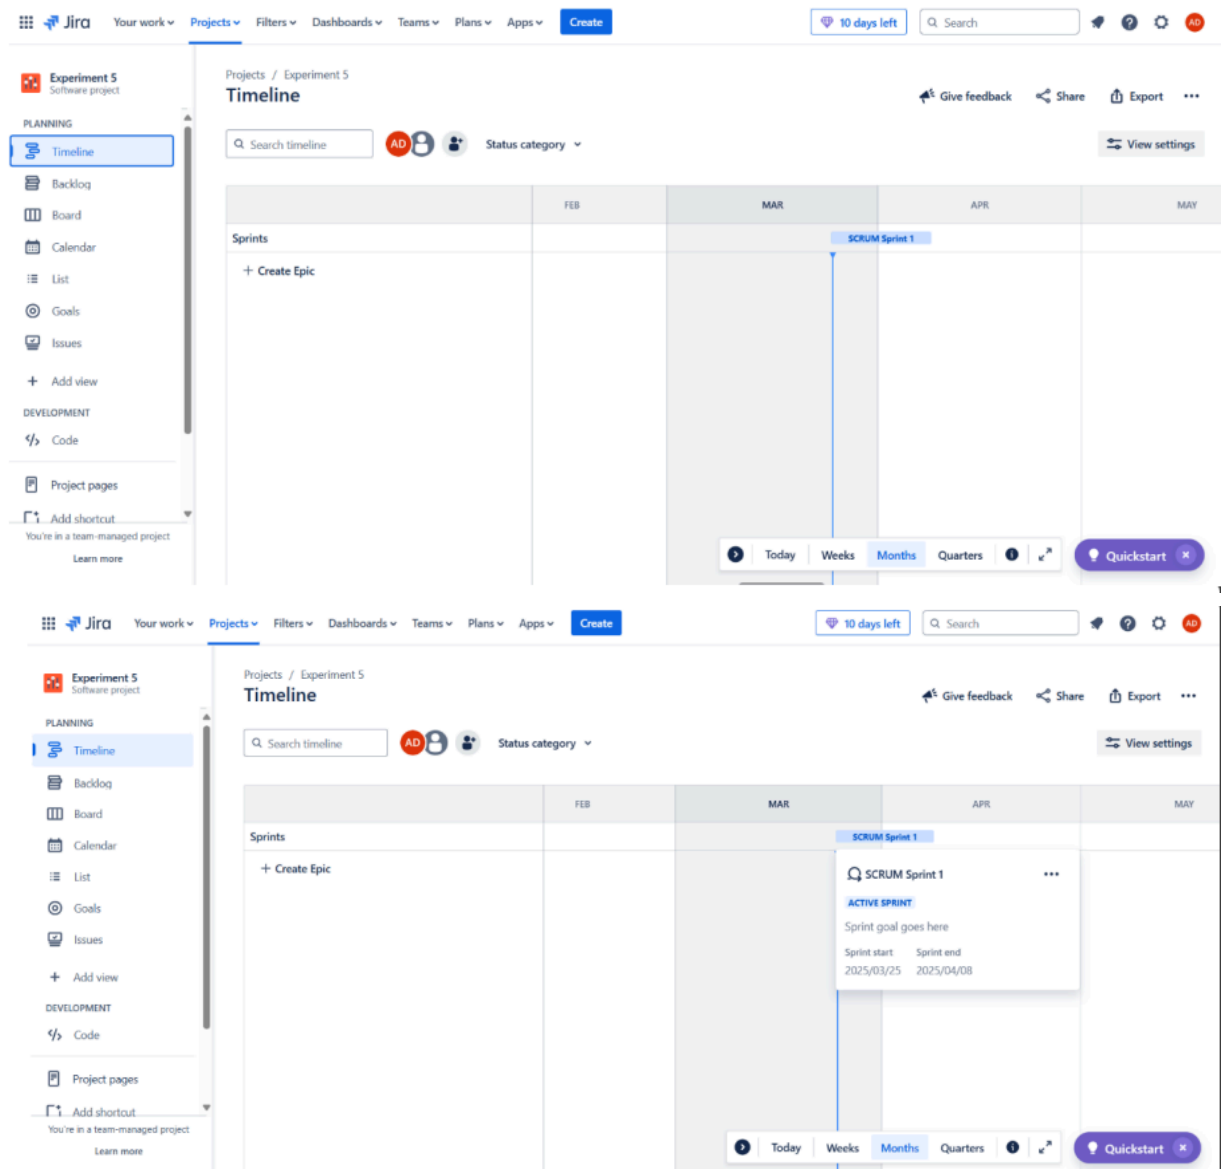 Jira Your work Projects Filters Dashboards Teams Plans Apps Create 10 days left Search AD
Experiment 5
Software project
Projects / Experiment 5
Timeline
Give feedback Share Export
PLANNING
Search timeline AD Status category View settings
Timeline
Backlog
Board
Calendar
List
Goals
Issues
Add view
DEVELOPMENT
Code
Project pages
Add shortcut
You're in a team-managed project
Learn more
FEB MAR APR MAY
Sprints SCRUM Sprint 1
+ Create Epic
Today Weeks Months Quarters Quickstart
Jira Your work Projects Filters Dashboards Teams Plans Apps Create 10 days left Search AD
Experiment 5
Software project
Projects / Experiment 5
Timeline
Give feedback Share Export
PLANNING
Search timeline AD Status category View settings
Timeline
Backlog
Board
Calendar
List
Goals
Issues
Add view
DEVELOPMENT
Code
Project pages
Add shortcut
You're in a team-managed project
Learn more
FEB MAR APR MAY
Sprints SCRUM Sprint 1
+ Create Epic
SCRUM Sprint 1
ACTIVE SPRINT
Sprint goal goes here
Sprint start Sprint end
2025/03/25 2025/04/08
Today Weeks Months Quarters Quickstart